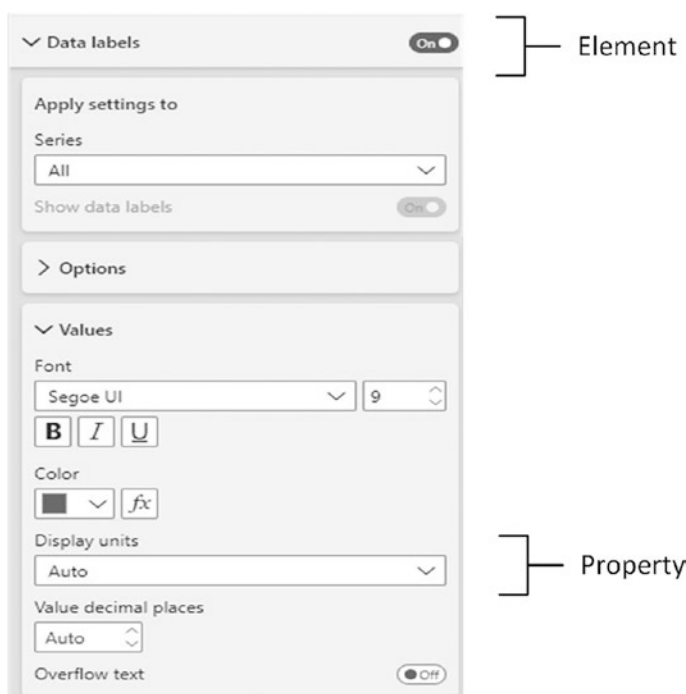 Data labels On Element
Apply settings to
Series
All
Show data labels On
Options
Values
Font
Segoe UI 9
B I U
Color
fx
Display units
Auto Property
Value decimal places
Auto
Overflow text Off